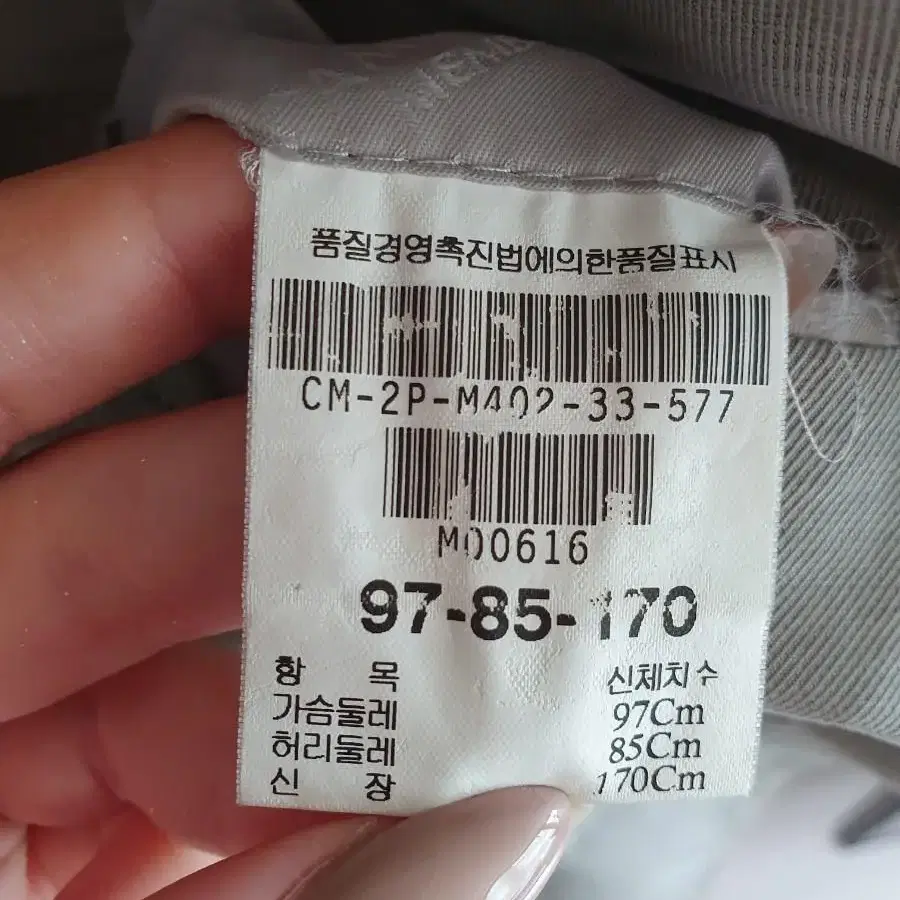 품질경영촉진법에의한품질표시
CM-2P-M402-33-577
M00616
97-85-170
항 목 신체치수
가슴둘레 97Cm
허리둘레 85Cm
신 장 170Cm